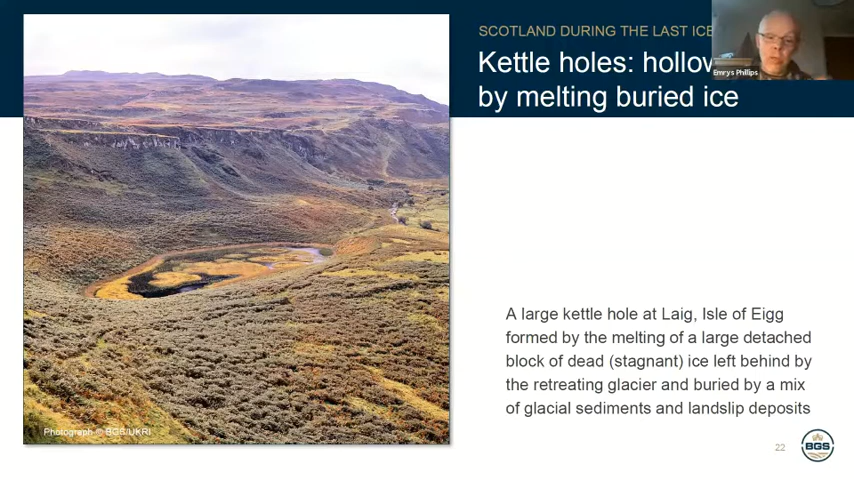 SCOTLAND DURING THE LAST ICE
Kettle holes: hollow
by melting buried ice
Emrys Phillips
A large kettle hole at Laig, Isle of Eigg
formed by the melting of a large detached
block of dead (stagnant) ice left behind by
the retreating glacier and buried by a mix
of glacial sediments and landslip deposits
Photograph © BGS/UKRI
22
BGS